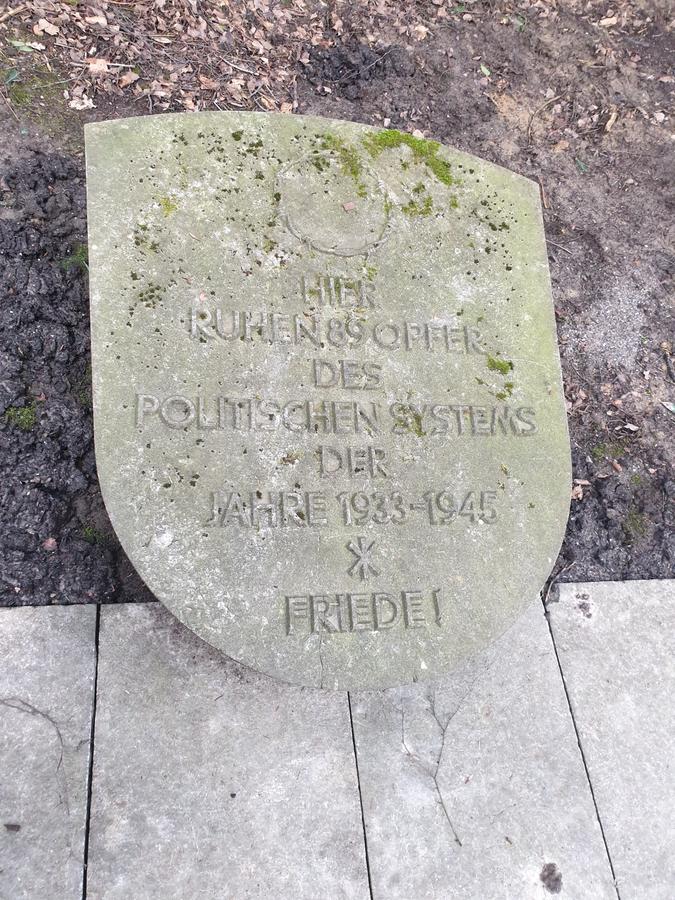 HIER
RUHEN 89 OPFER
DES
POLITISCHEN SYSTEMS
DER
JAHRE 1933-1945
*
FRIEDE!